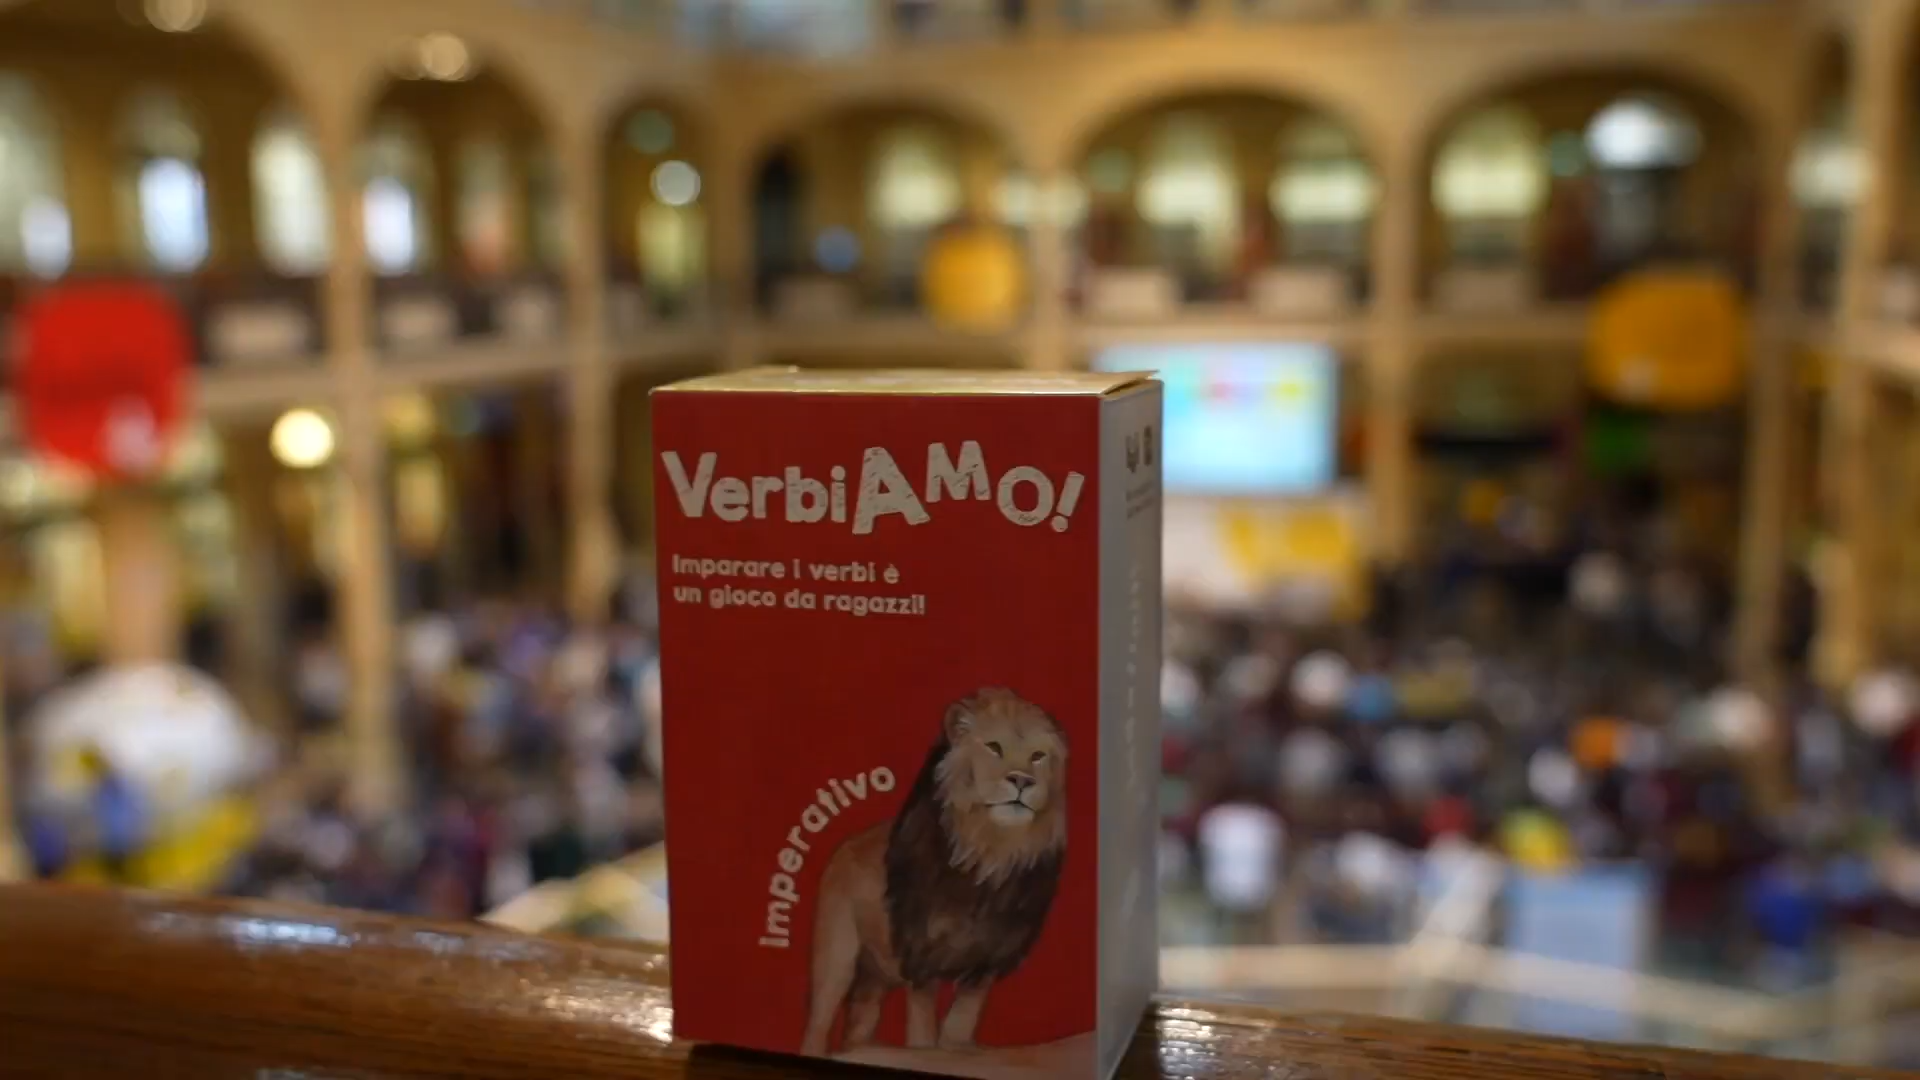 VerbiAMO!
Imparare i verbi è
un gioco da ragazzi!
Imperativo